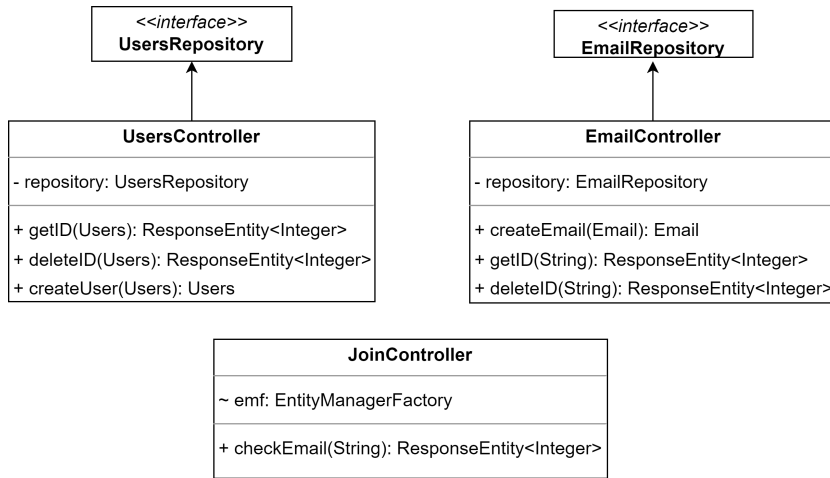 <<interface>>
UsersRepository
<<interface>>
EmailRepository
UsersController
- repository: UsersRepository
+ getID(Users): ResponseEntity<Integer>
+ deleteID(Users): ResponseEntity<Integer>
+ createUser(Users): Users
EmailController
- repository: EmailRepository
+ createEmail(Email): Email
+ getID(String): ResponseEntity<Integer>
+ deleteID(String): ResponseEntity<Integer>
JoinController
~ emf: EntityManagerFactory
+ checkEmail(String): ResponseEntity<Integer>